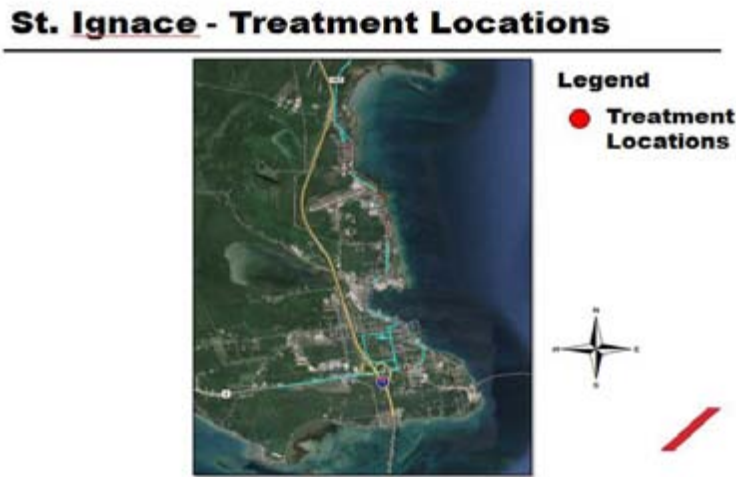 St. Ignace - Treatment Locations
Legend
Treatment
Locations
N
W
E
S